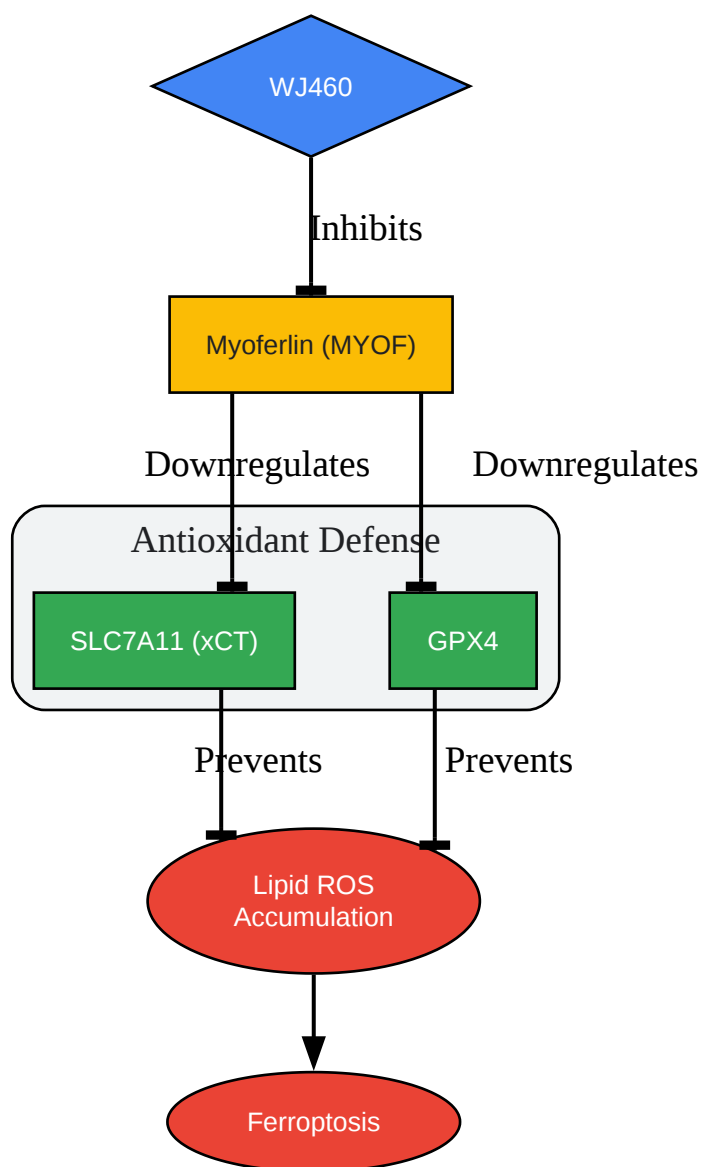 WJ460
Inhibits
Myoferlin (MYOF)
Downregulates
Downregulates
Antioxidant Defense
SLC7A11 (xCT)
GPX4
Prevents
Prevents
Lipid ROS
Accumulation
Ferroptosis